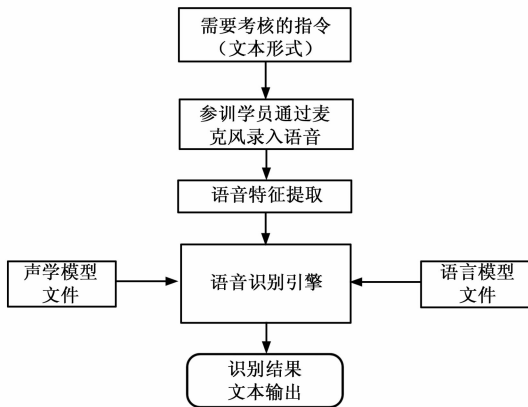 需要考核的指令
（文本形式）
参训学员通过麦
克风录入语音
语音特征提取
声学模型
文件
语音识别引擎
语言模型
文件
识别结果
文本输出